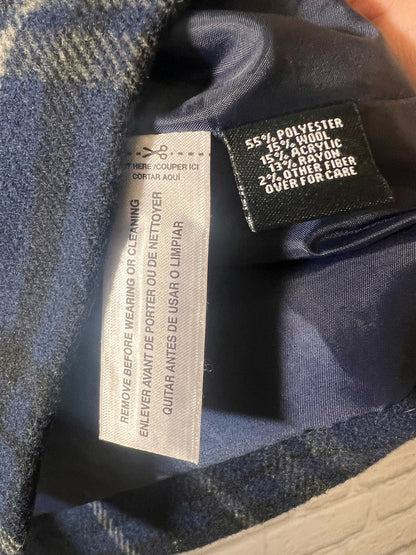 55% POLYESTER
15% WOOL
15% ACRYLIC
13% RAYON
2% OTHER FIBER
OVER FOR CARE
T HERE /COUPER ICI
CORTAR AQUÍ
REMOVE BEFORE WEARING OR CLEANING
ENLEVER AVANT DE PORTER OU DE NETTOYER
QUITAR ANTES DE USAR O LIMPIAR